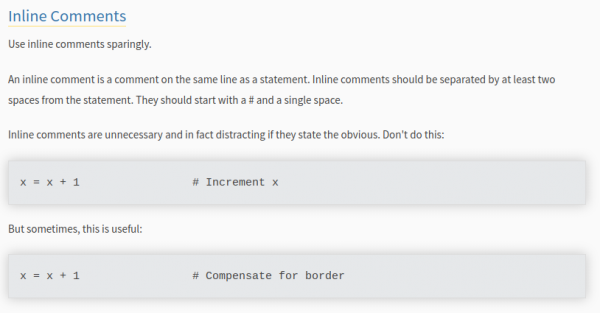 Inline Comments
Use inline comments sparingly.
An inline comment is a comment on the same line as a statement. Inline comments should be separated by at least two
spaces from the statement. They should start with a # and a single space.
Inline comments are unnecessary and in fact distracting if they state the obvious. Don't do this:
x = x + 1                 # Increment x
But sometimes, this is useful:
x = x + 1                 # Compensate for border